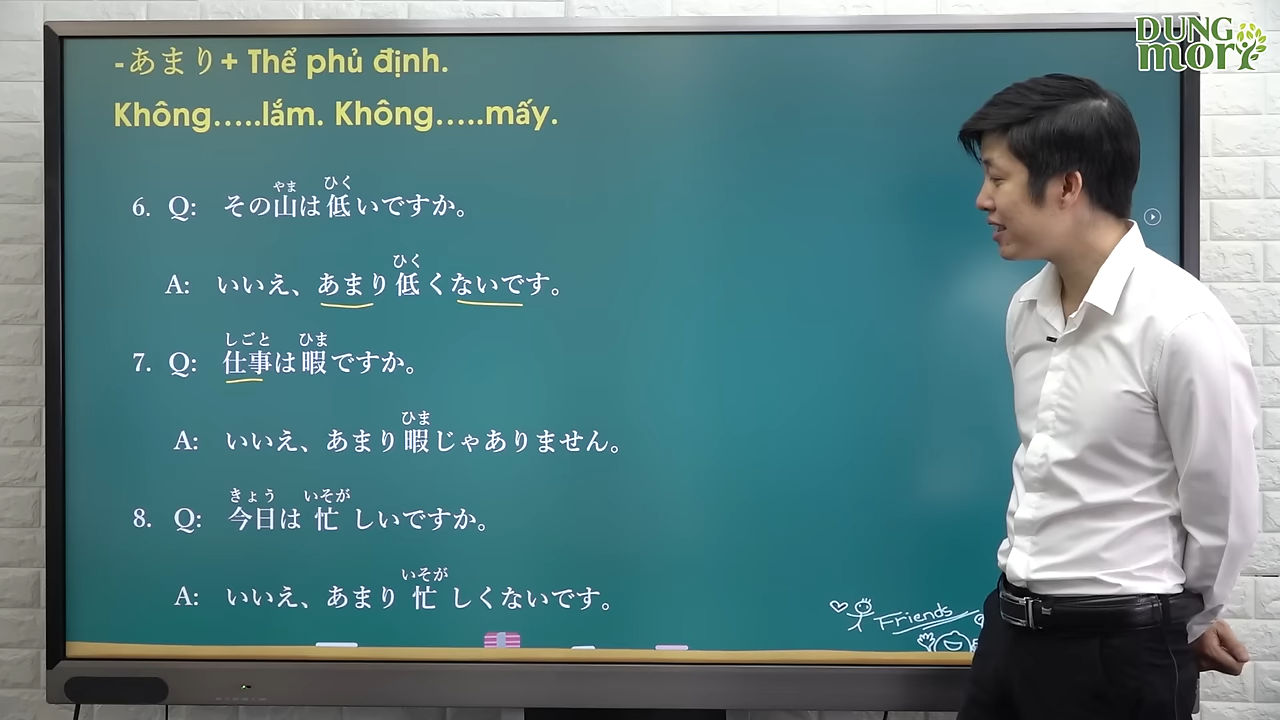 DUNG
mori
-あまり+ Thể phủ định.
Không.....lắm. Không.....mấy.
やま ひく
6. Q: その山は低いですか。
ひく
A: いいえ、あまり低くないです。
しごと ひま
7. Q: 仕事は暇ですか。
ひま
A: いいえ、あまり暇じゃありません。
きょう いそが
8. Q: 今日は忙しいですか。
いそが
A: いいえ、あまり忙しくないです。
Friends